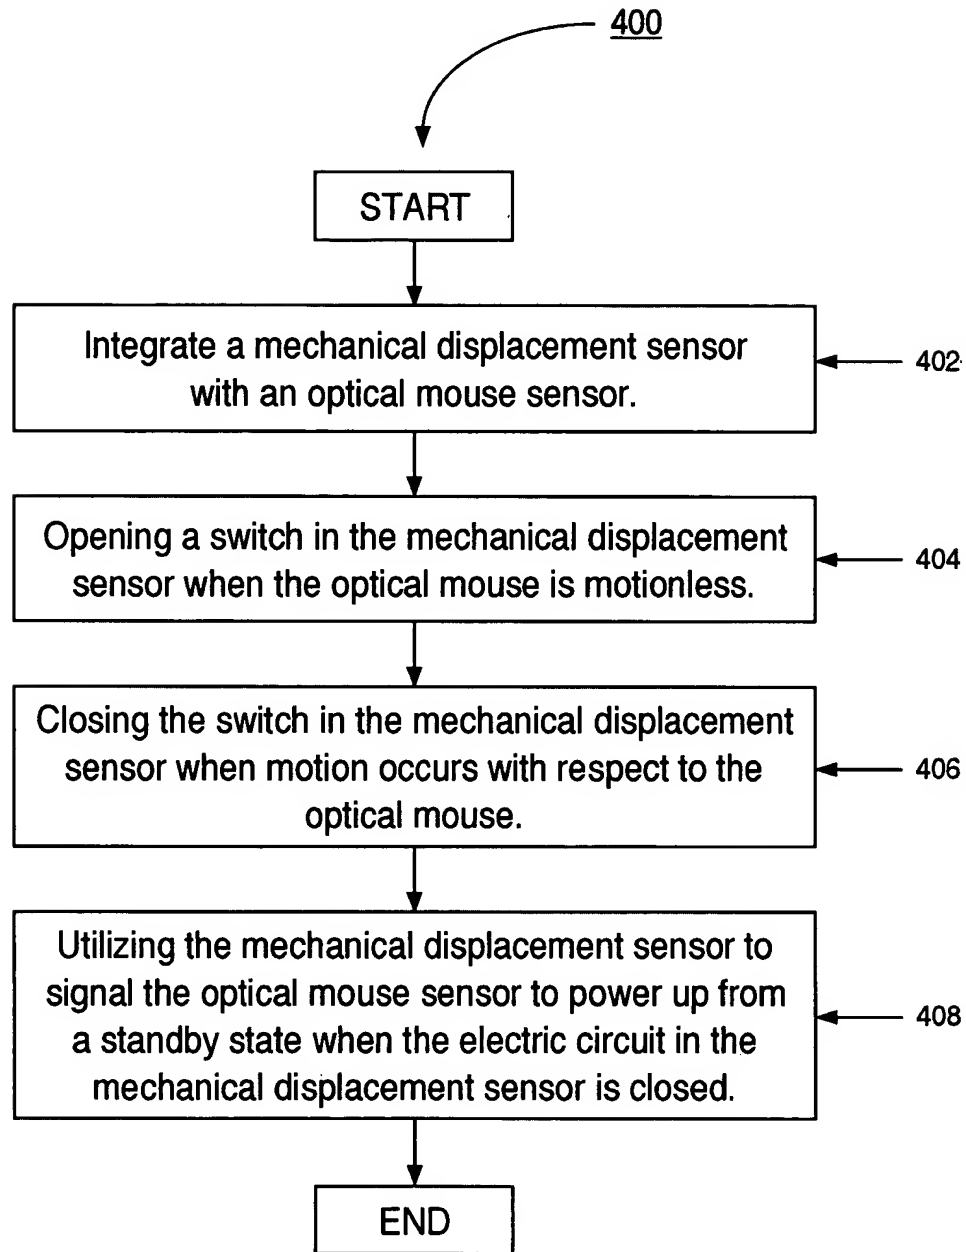 400
START
Integrate a mechanical displacement sensor
with an optical mouse sensor.
402
Opening a switch in the mechanical displacement
sensor when the optical mouse is motionless.
404
Closing the switch in the mechanical displacement
sensor when motion occurs with respect to the
optical mouse.
406
Utilizing the mechanical displacement sensor to
signal the optical mouse sensor to power up from
a standby state when the electric circuit in the
mechanical displacement sensor is closed.
408
END